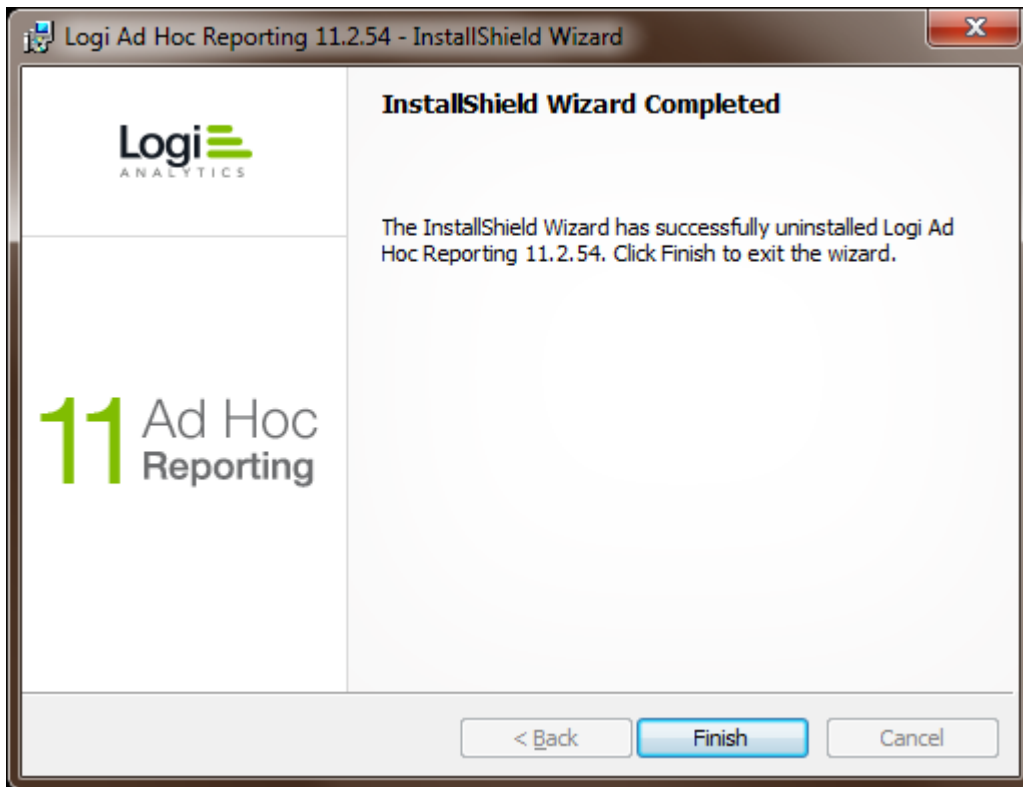 Logi Ad Hoc Reporting 11.2.54 - InstallShield Wizard
Logi
ANALYTICS
InstallShield Wizard Completed
The InstallShield Wizard has successfully uninstalled Logi Ad
Hoc Reporting 11.2.54. Click Finish to exit the wizard.
11 Ad Hoc
Reporting
< Back
Finish
Cancel